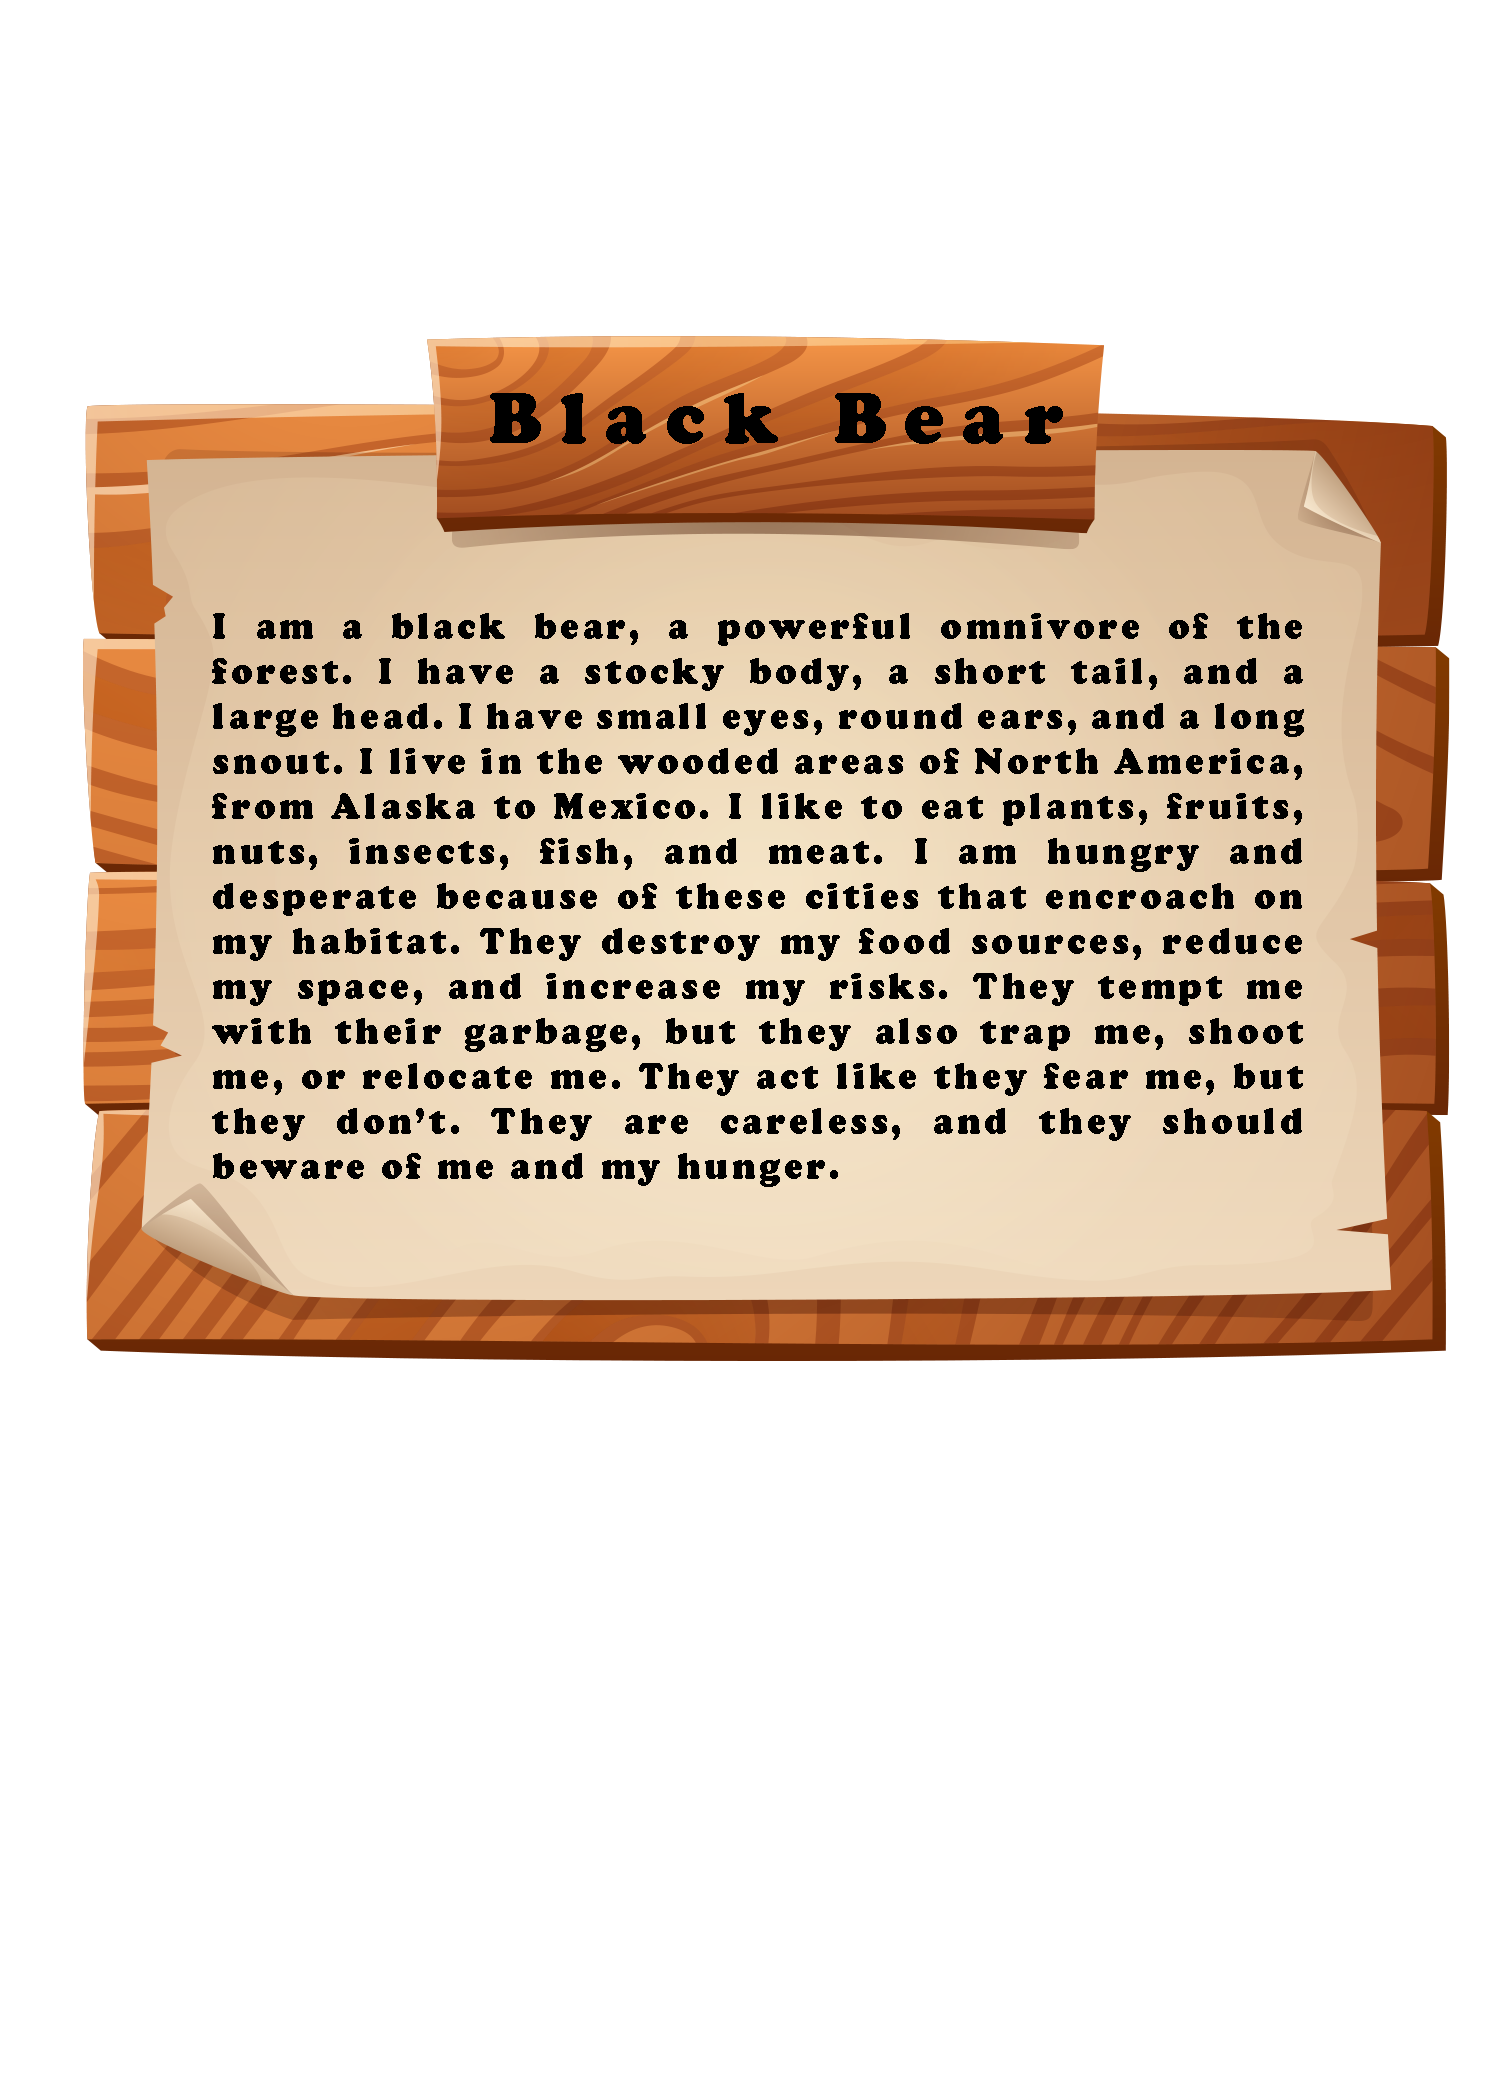 Black Bear
I am a black bear, a powerful omnivore of the
forest. I have a stocky body, a short tail, and a
large head. I have small eyes, round ears, and a long
snout. I live in the wooded areas of North America,
from Alaska to Mexico. I like to eat plants, fruits,
nuts, insects, fish, and meat. I am hungry and
desperate because of these cities that encroach on
my habitat. They destroy my food sources, reduce
my space, and increase my risks. They tempt me
with their garbage, but they also trap me, shoot
me, or relocate me. They act like they fear me, but
they don't. They are careless, and they should
beware of me and my hunger.